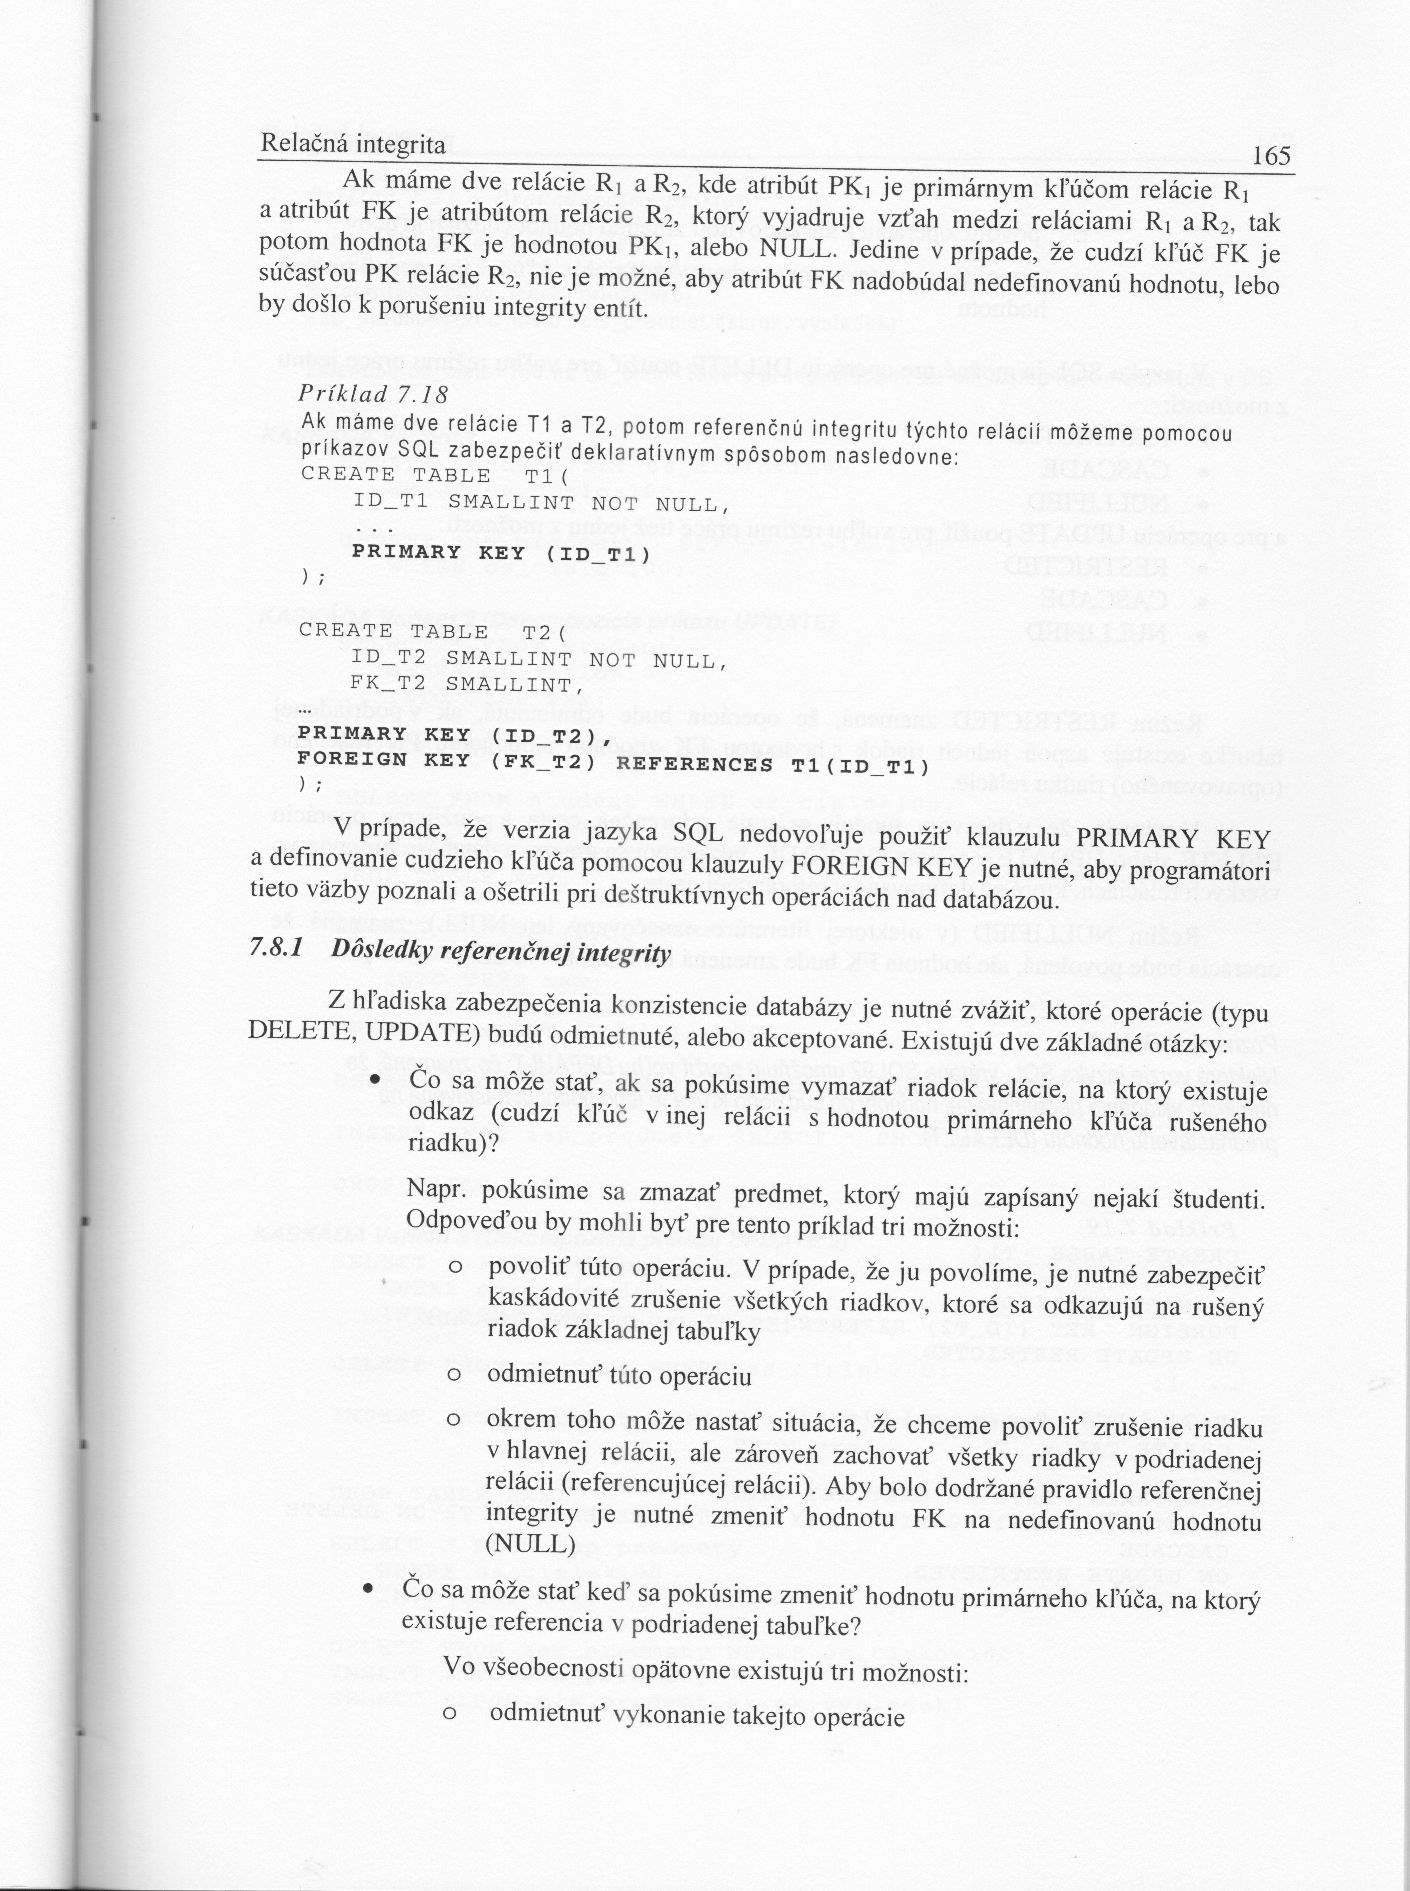 Relačná integrita 165
Ak máme dve relácie R1 a R2, kde atribút PK1 je primárnym kľúčom relácie R1
a atribút FK je atribútom relácie R2, ktorý vyjadruje vzťah medzi reláciami R1 a R2, tak
potom hodnota FK je hodnotou PK1, alebo NULL. Jedine v prípade, že cudzí kľúč FK je
súčasťou PK relácie R2, nie je možné, aby atribút FK nadobúdal nedefinovanú hodnotu, lebo
by došlo k porušeniu integrity entít.
Príklad 7.18
Ak máme dve relácie T1 a T2, potom referenčnú integritu týchto relácií môžeme pomocou
príkazov SQL zabezpečiť deklaratívnym spôsobom nasledovne:
CREATE TABLE T1(
ID_T1 SMALLINT NOT NULL,
...
PRIMARY KEY (ID_T1)
);
CREATE TABLE T2(
ID_T2 SMALLINT NOT NULL,
FK_T2 SMALLINT,
…
PRIMARY KEY (ID_T2),
FOREIGN KEY (FK_T2) REFERENCES T1(ID_T1)
);
V prípade, že verzia jazyka SQL nedovoľuje použiť klauzulu PRIMARY KEY
a definovanie cudzieho kľúča pomocou klauzuly FOREIGN KEY je nutné, aby programátori
tieto väzby poznali a ošetrili pri deštruktívnych operáciách nad databázou.
7.8.1 Dôsledky referenčnej integrity
Z hľadiska zabezpečenia konzistencie databázy je nutné zvážiť, ktoré operácie (typu
DELETE, UPDATE) budú odmietnuté, alebo akceptované. Existujú dve základné otázky:
• Čo sa môže stať, ak sa pokúsime vymazať riadok relácie, na ktorý existuje
odkaz (cudzí kľúč v inej relácii s hodnotou primárneho kľúča rušeného
riadku)?
Napr. pokúsime sa zmazať predmet, ktorý majú zapísaný nejakí študenti.
Odpoveďou by mohli byť pre tento príklad tri možnosti:
o povoliť túto operáciu. V prípade, že ju povolíme, je nutné zabezpečiť
kaskádovité zrušenie všetkých riadkov, ktoré sa odkazujú na rušený
riadok základnej tabuľky
o odmietnuť túto operáciu
o okrem toho môže nastať situácia, že chceme povoliť zrušenie riadku
v hlavnej relácii, ale zároveň zachovať všetky riadky v podriadenej
relácii (referencujúcej relácii). Aby bolo dodržané pravidlo referenčnej
integrity je nutné zmeniť hodnotu FK na nedefinovanú hodnotu
(NULL)
• Čo sa môže stať keď sa pokúsime zmeniť hodnotu primárneho kľúča, na ktorý
existuje referencia v podriadenej tabuľke?
Vo všeobecnosti opätovne existujú tri možnosti:
o odmietnuť vykonanie takejto operácie